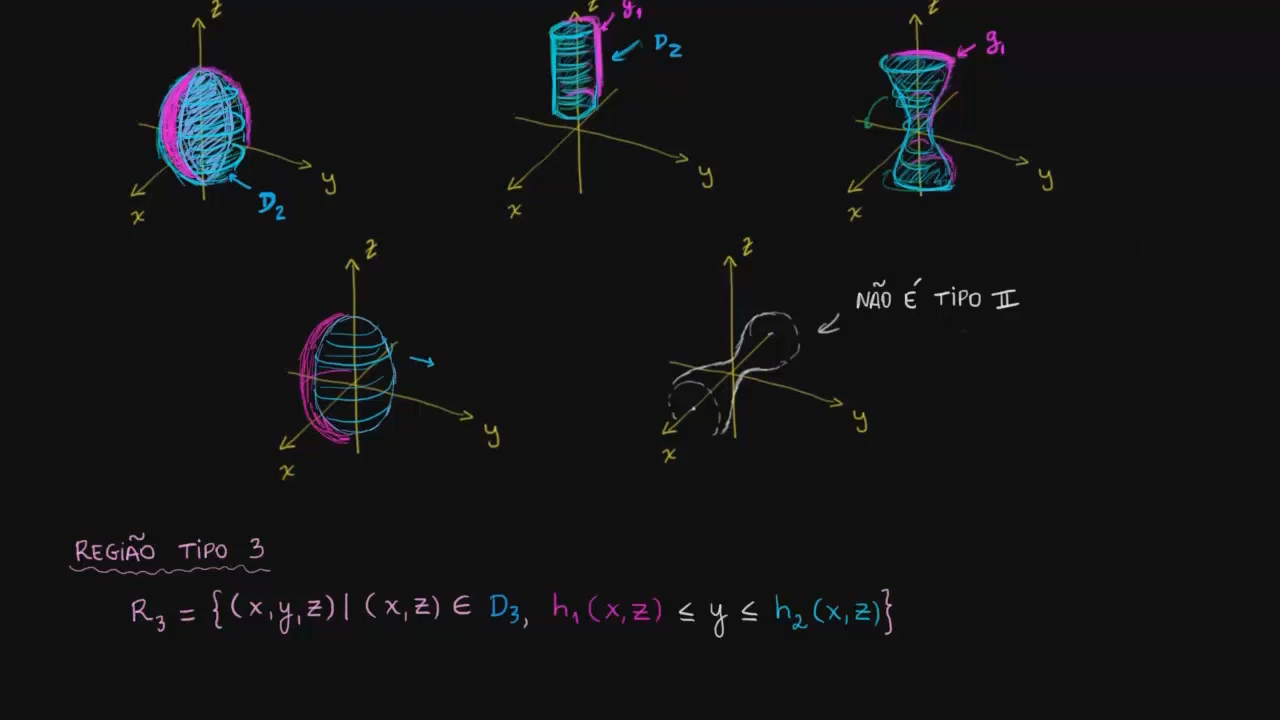 z
z
g₁
D₂
z
g₁
y
x
D₂
y
x
y
x
z
y
x
z
NÃO É TIPO II
y
x
REGIÃO TIPO 3
R₃ = {(x,y,z) | (x,z) ∈ D₃, h₁(x,z) ≤ y ≤ h₂(x,z)}